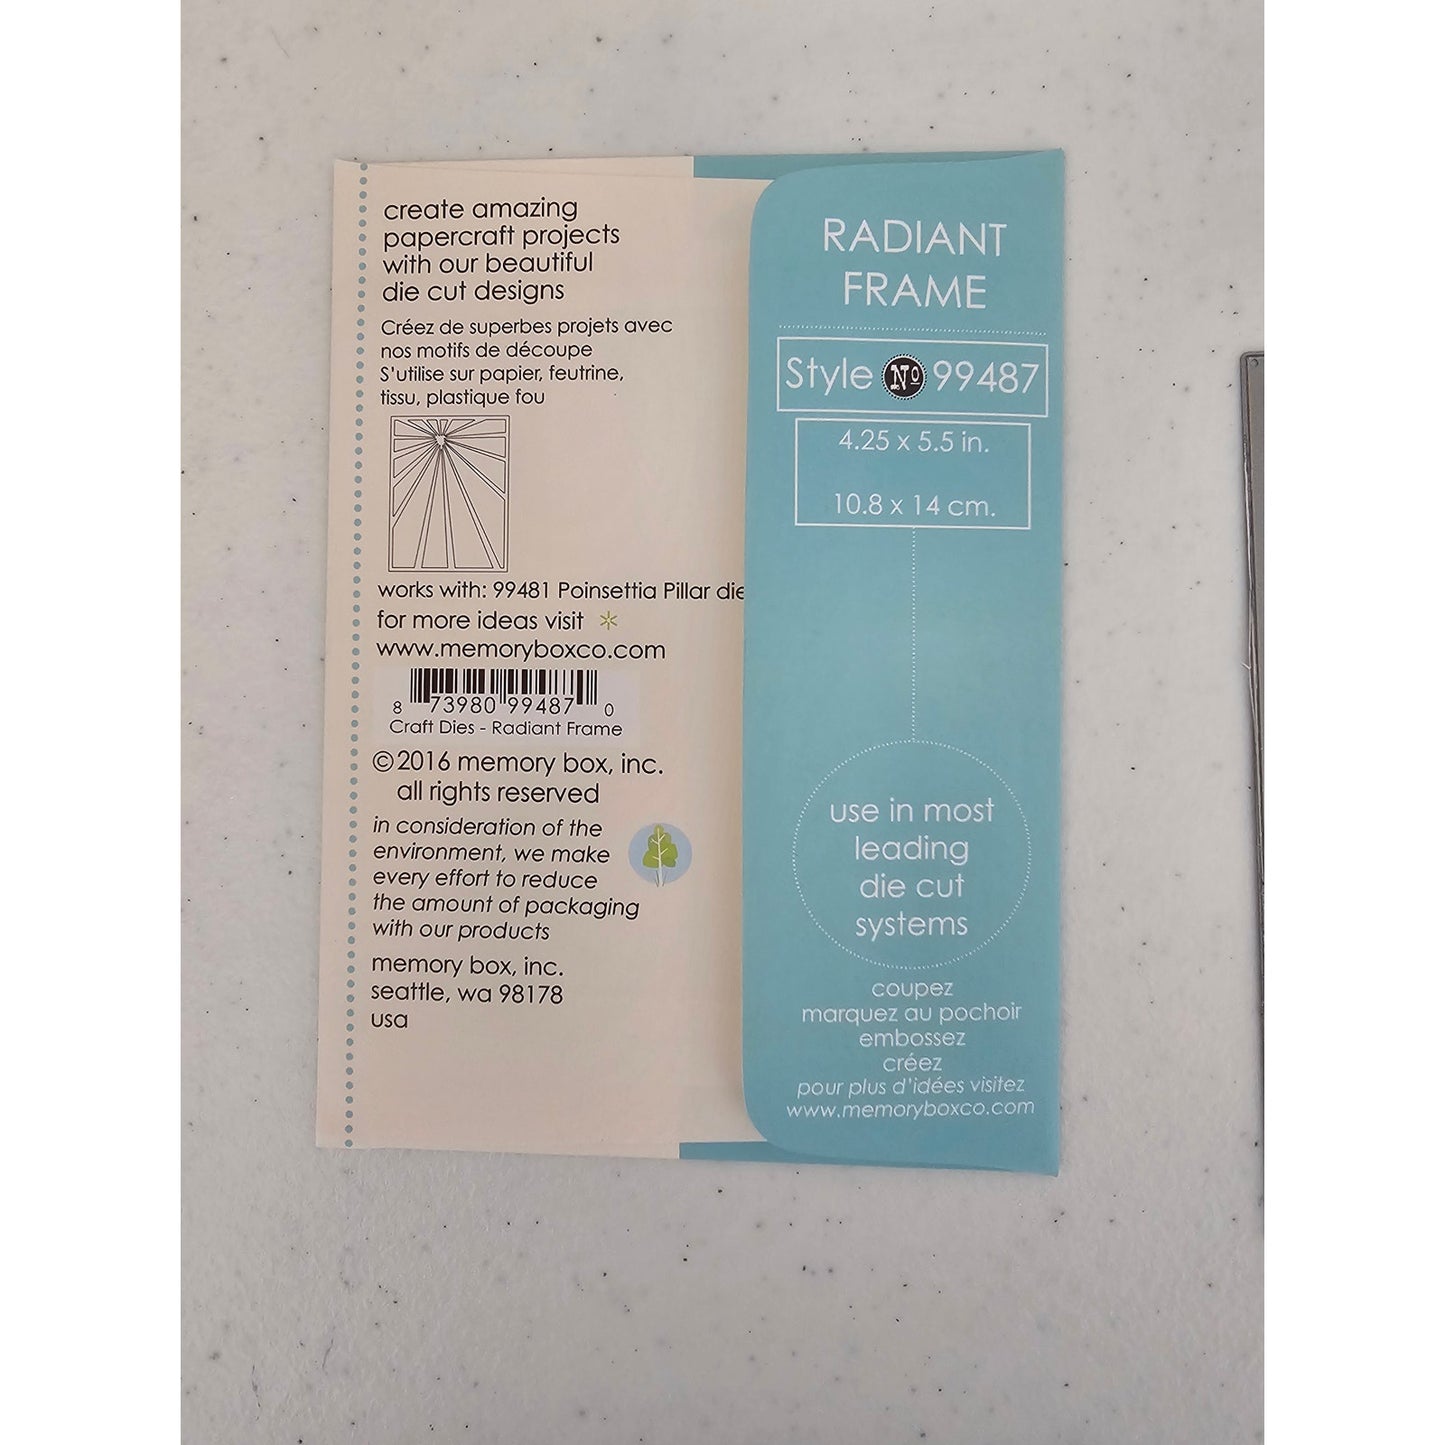 create amazing
papercraft projects
with our beautiful
die cut designs
Créez de superbes projets avec
nos motifs de découpe
S'utilise sur papier, feutrine,
tissu, plastique fou
works with: 99481 Poinsettia Pillar die
for more ideas visit
www.memoryboxco.com
8 73980 99487 0
Craft Dies - Radiant Frame
©2016 memory box, inc.
all rights reserved
in consideration of the
environment, we make
every effort to reduce
the amount of packaging
with our products
memory box, inc.
seattle, wa 98178
usa
RADIANT
FRAME
Style No 99487
4.25 x 5.5 in.
10.8 x 14 cm.
use in most
leading
die cut
systems
coupez
marquez au pochoir
embossez
créez
pour plus d'idées visitez
www.memoryboxco.com